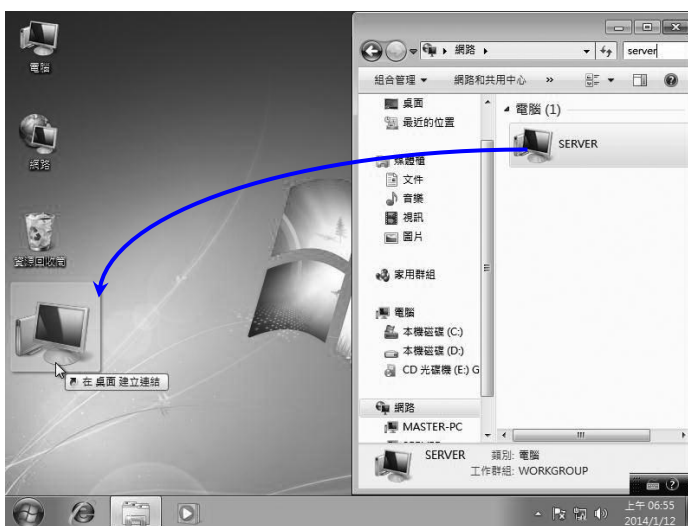 電腦
網路
資源回收筒
在 桌面 建立連結
網路
server
組合管理
網路和共用中心
»
桌面
最近的位置
媒體櫃
文件
音樂
視訊
圖片
家用群組
電腦
本機磁碟 (C:)
本機磁碟 (D:)
CD 光碟機 (E:) G
網路
MASTER-PC
電腦 (1)
SERVER
SERVER 類別: 電腦
工作群組: WORKGROUP
上午 06:55
2014/1/12